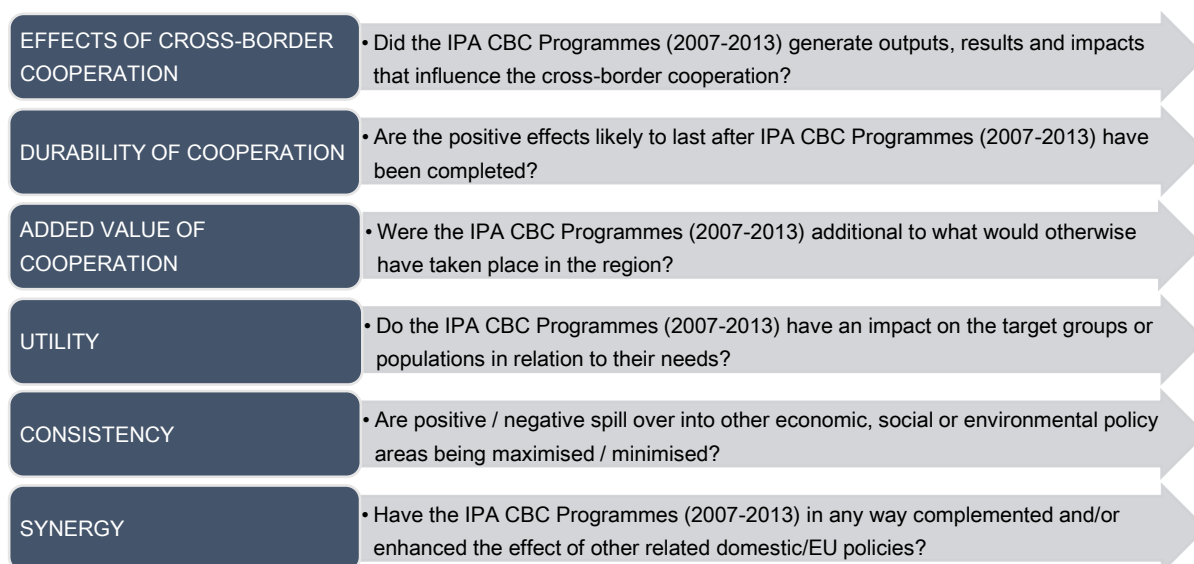 EFFECTS OF CROSS-BORDER
COOPERATION
• Did the IPA CBC Programmes (2007-2013) generate outputs, results and impacts
that influence the cross-border cooperation?
DURABILITY OF COOPERATION
• Are the positive effects likely to last after IPA CBC Programmes (2007-2013) have
been completed?
ADDED VALUE OF
COOPERATION
• Were the IPA CBC Programmes (2007-2013) additional to what would otherwise
have taken place in the region?
UTILITY
• Do the IPA CBC Programmes (2007-2013) have an impact on the target groups or
populations in relation to their needs?
CONSISTENCY
• Are positive / negative spill over into other economic, social or environmental policy
areas being maximised / minimised?
SYNERGY
• Have the IPA CBC Programmes (2007-2013) in any way complemented and/or
enhanced the effect of other related domestic/EU policies?